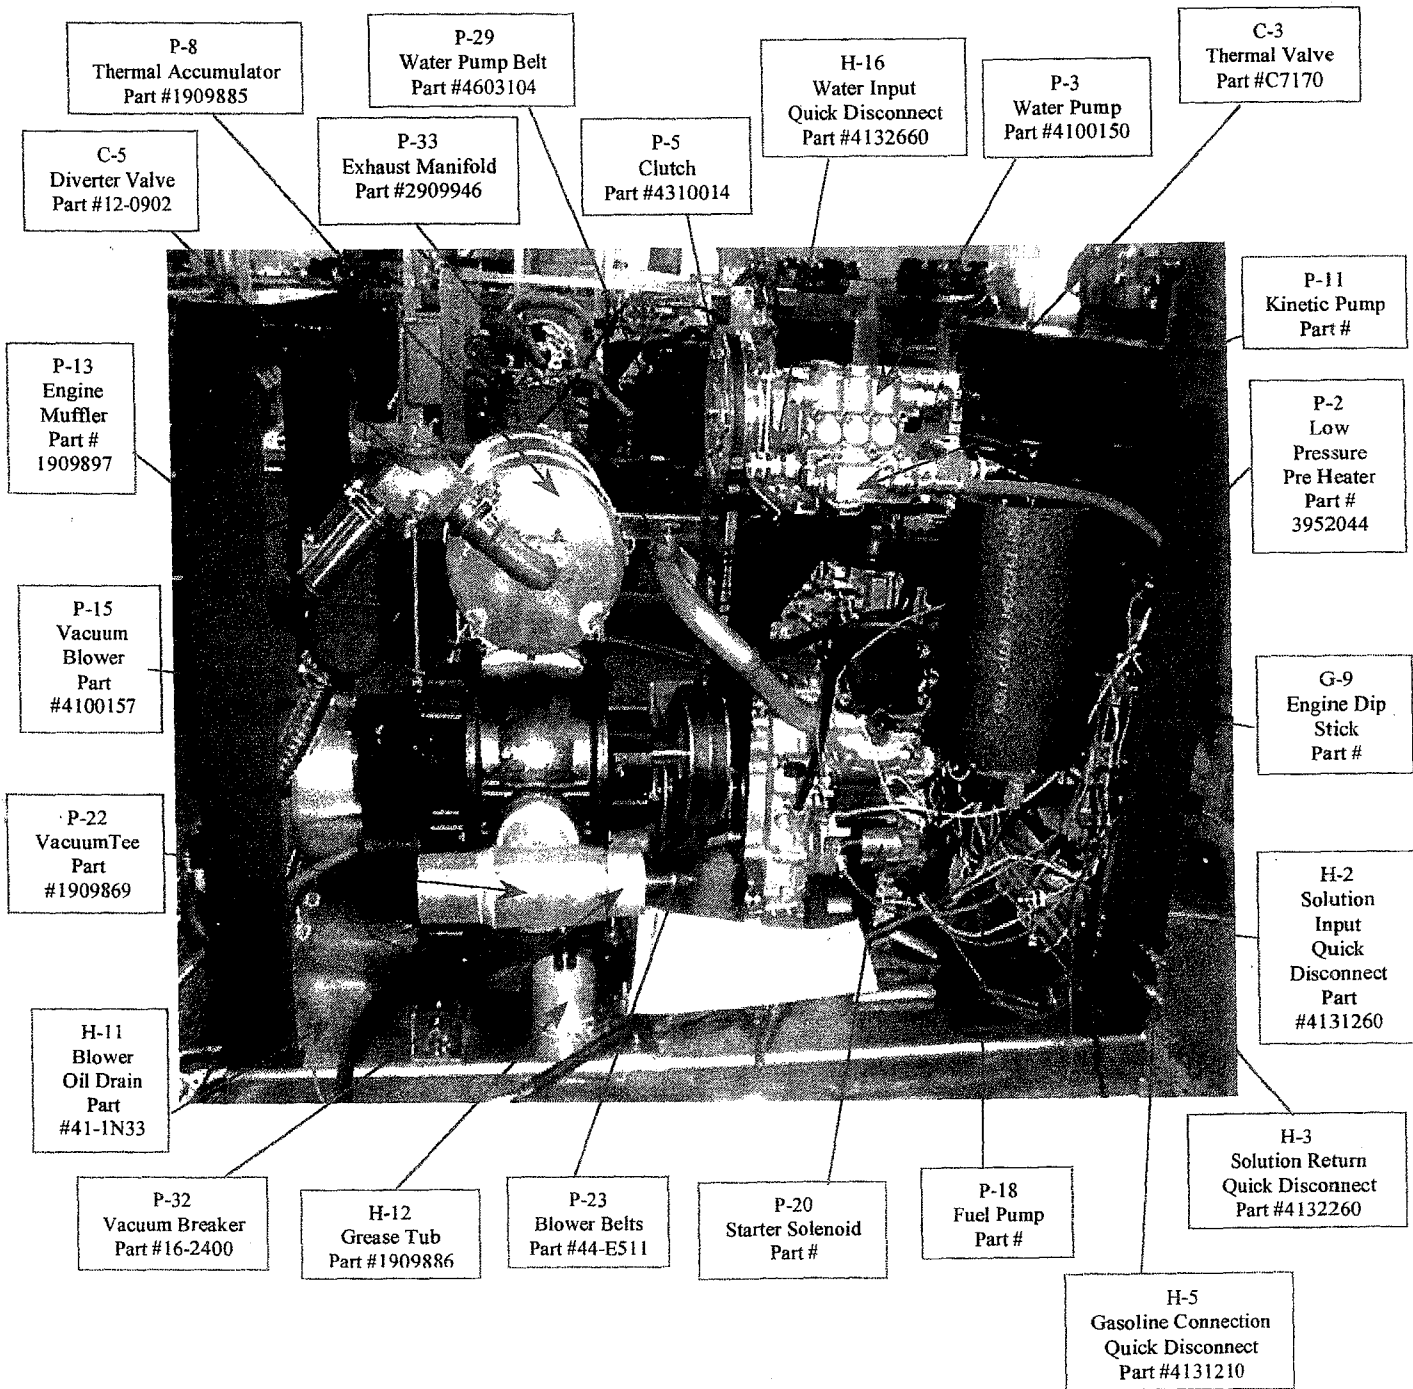 P-8
Thermal Accumulator
Part #1909885
P-29
Water Pump Belt
Part #4603104
H-16
Water Input
Quick Disconnect
Part #4132660
P-3
Water Pump
Part #4100150
C-3
Thermal Valve
Part #C7170
C-5
Diverter Valve
Part #12-0902
P-33
Exhaust Manifold
Part #2909946
P-5
Clutch
Part #4310014
P-11
Kinetic Pump
Part #
P-13
Engine
Muffler
Part #
1909897
P-2
Low
Pressure
Pre Heater
Part #
3952044
P-15
Vacuum
Blower
Part
#4100157
G-9
Engine Dip
Stick
Part #
P-22
VacuumTee
Part
#1909869
H-2
Solution
Input
Quick
Disconnect
Part
#4131260
H-11
Blower
Oil Drain
Part
#41-1N33
H-3
Solution Return
Quick Disconnect
Part #4132260
P-32
Vacuum Breaker
Part #16-2400
H-12
Grease Tub
Part #1909886
P-23
Blower Belts
Part #44-E511
P-20
Starter Solenoid
Part #
P-18
Fuel Pump
Part #
H-5
Gasoline Connection
Quick Disconnect
Part #4131210